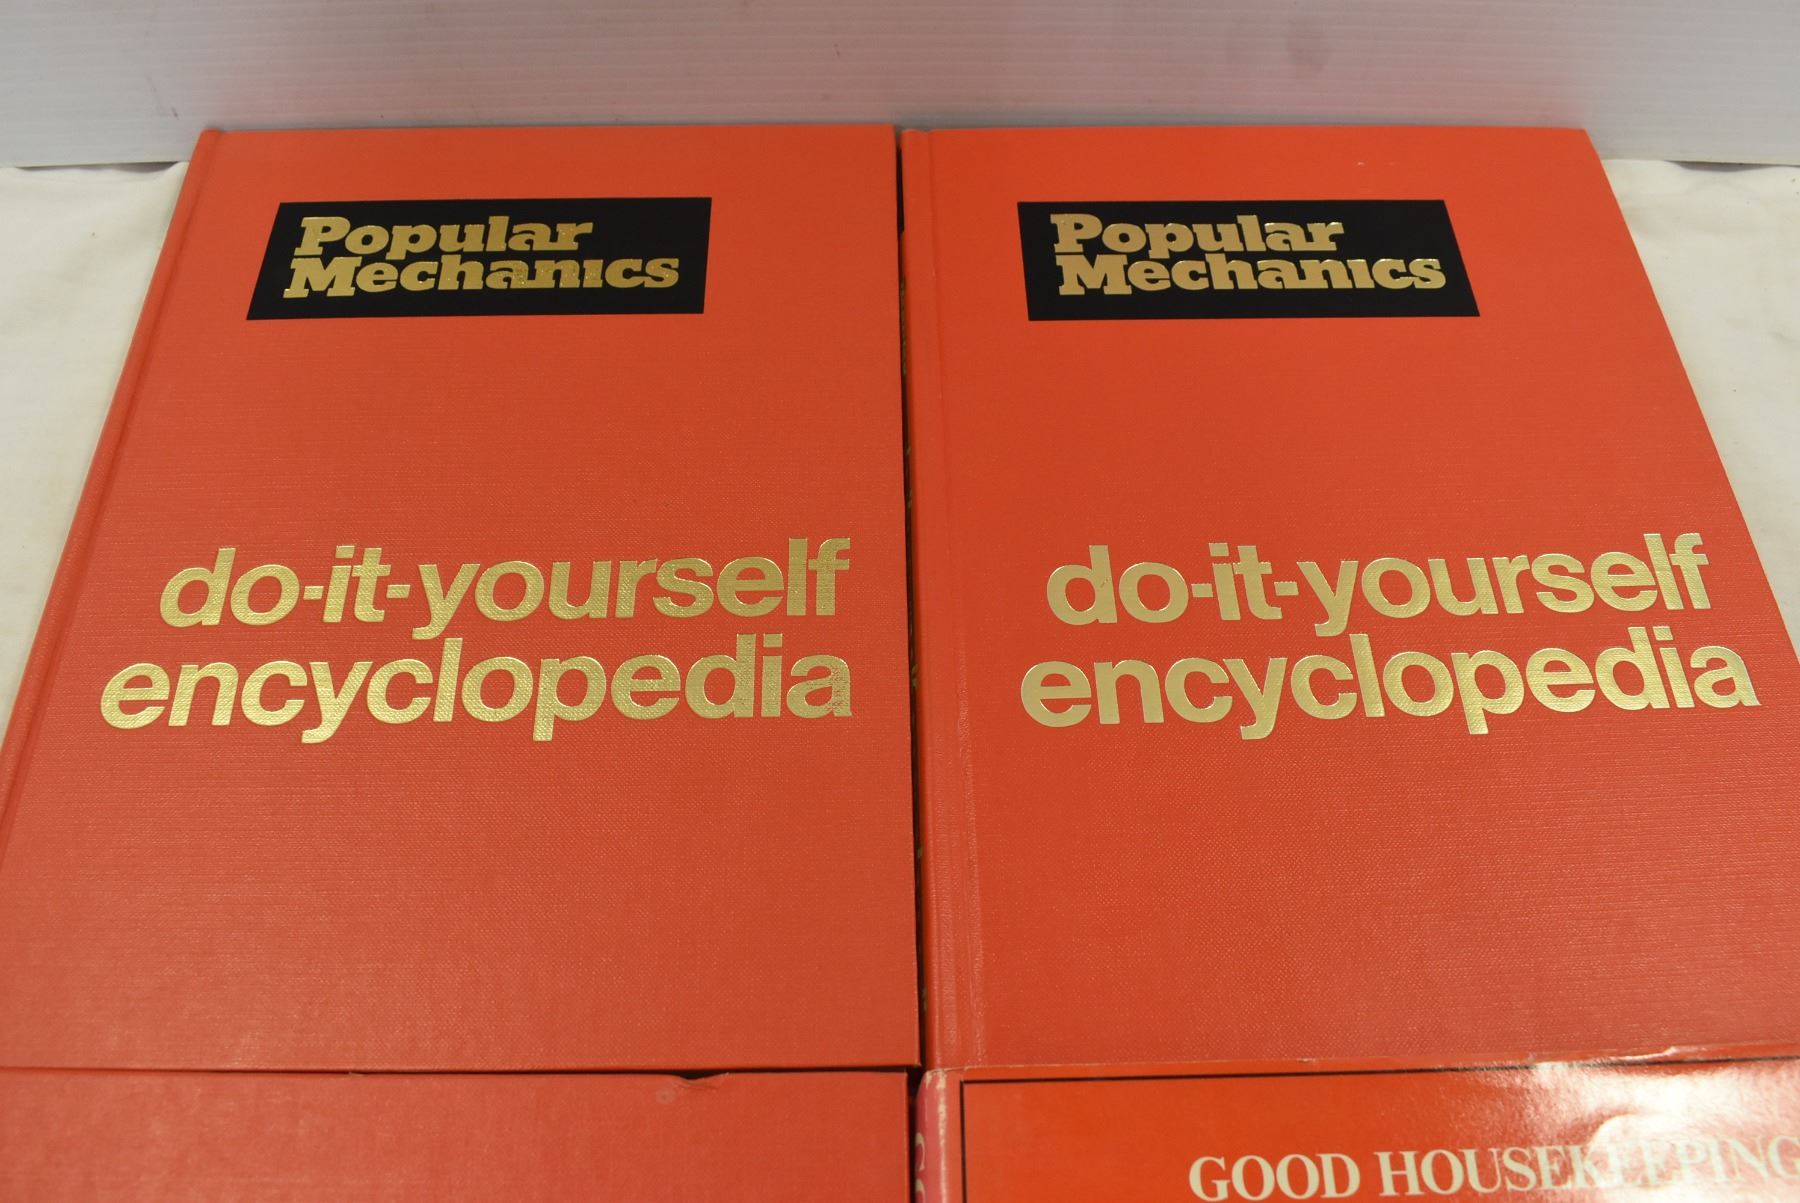 Popular
Mechanics
do-it-yourself
encyclopedia
Popular
Mechanics
do-it-yourself
encyclopedia
GOOD HOUSEKEEPING